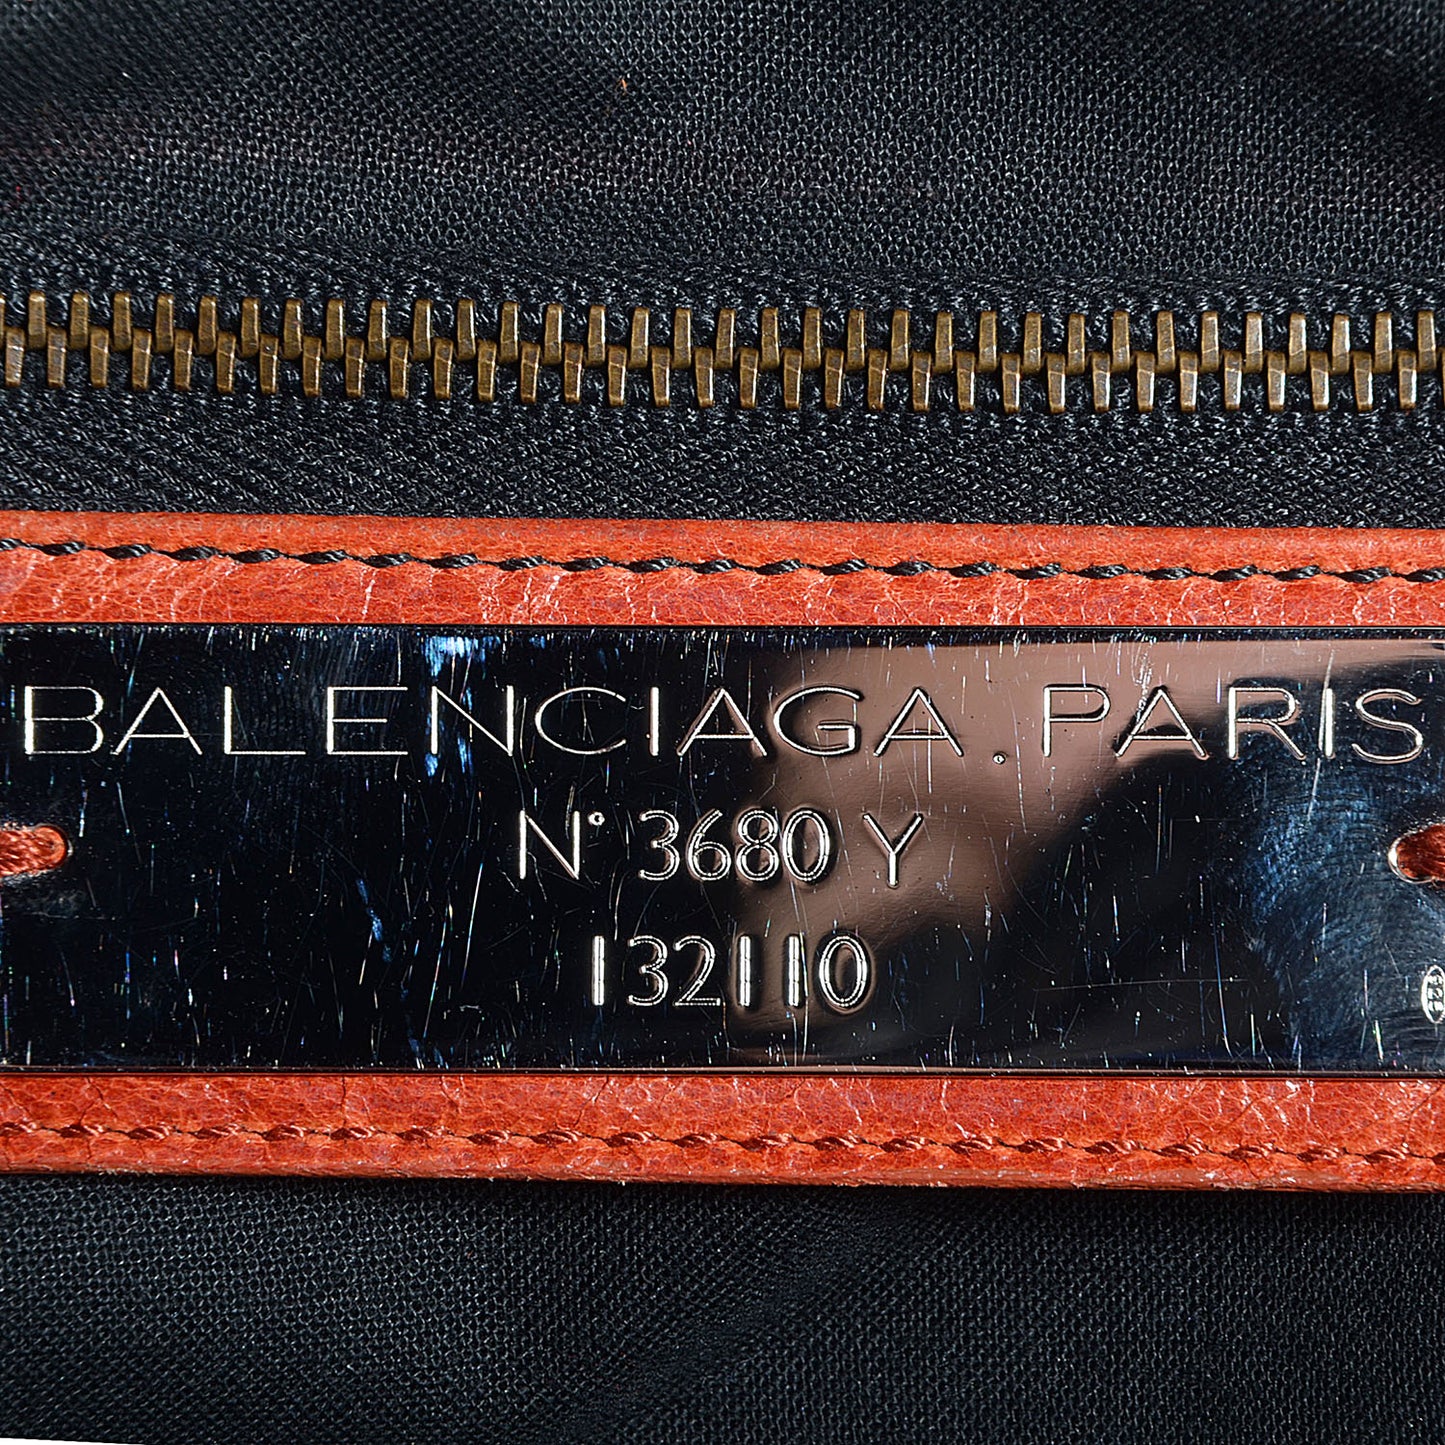 BALENCIAGA.PARIS
N° 3680 Y
132110